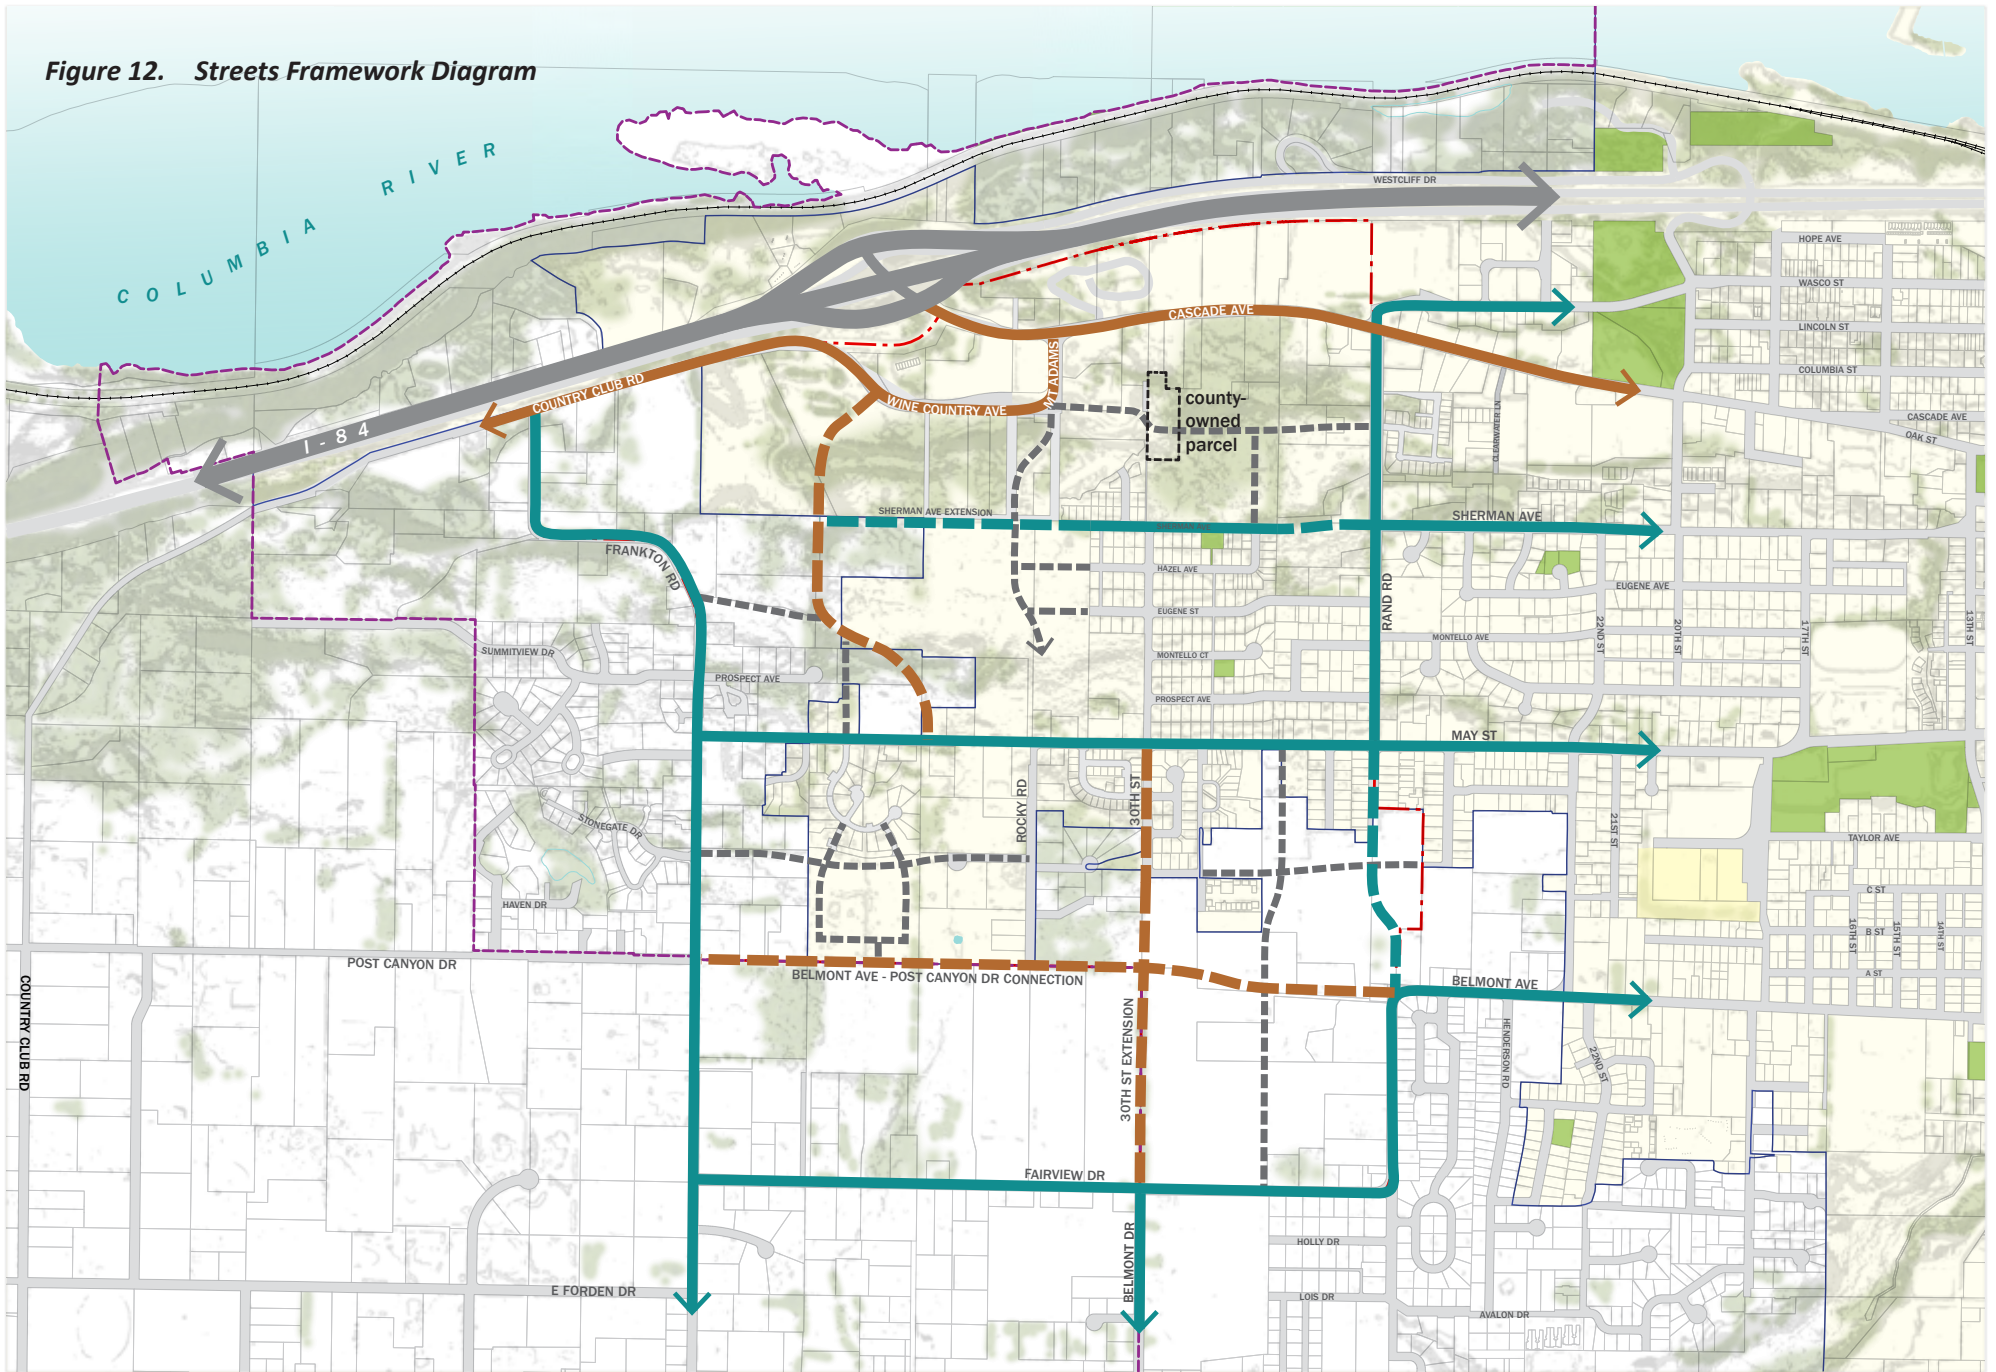 Figure 12. Streets Framework Diagram
COLUMBIA RIVER
WESTCLIFF DR
HOPE AVE
WASCO ST
LINCOLN ST
COLUMBIA ST
CASCADE AVE
OAK ST
CASCADE AVE
MT ADAMS
COUNTRY CLUB RD
WINE COUNTRY AVE
I-84
county-
owned
parcel
CLEARWATER LN
SHERMAN AVE EXTENSION
SHERMAN AVE
SHERMAN AVE
FRANKTON RD
HAZEL AVE
EUGENE ST
EUGENE AVE
RAND RD
MONTELLO AVE
MONTELLO CT
22ND ST
20TH ST
17TH ST
13TH ST
SUMMITVIEW DR
PROSPECT AVE
PROSPECT AVE
MAY ST
30TH ST
ROCKY RD
STONEGATE DR
21ST ST
TAYLOR AVE
C ST
B ST
A ST
16TH ST
15TH ST
14TH ST
HAVEN DR
POST CANYON DR
BELMONT AVE - POST CANYON DR CONNECTION
BELMONT AVE
COUNTRY CLUB RD
30TH ST EXTENSION
HENDERSON RD
22ND ST
FAIRVIEW DR
BELMONT DR
HOLLY DR
LOIS DR
AVALON DR
E FORDEN DR